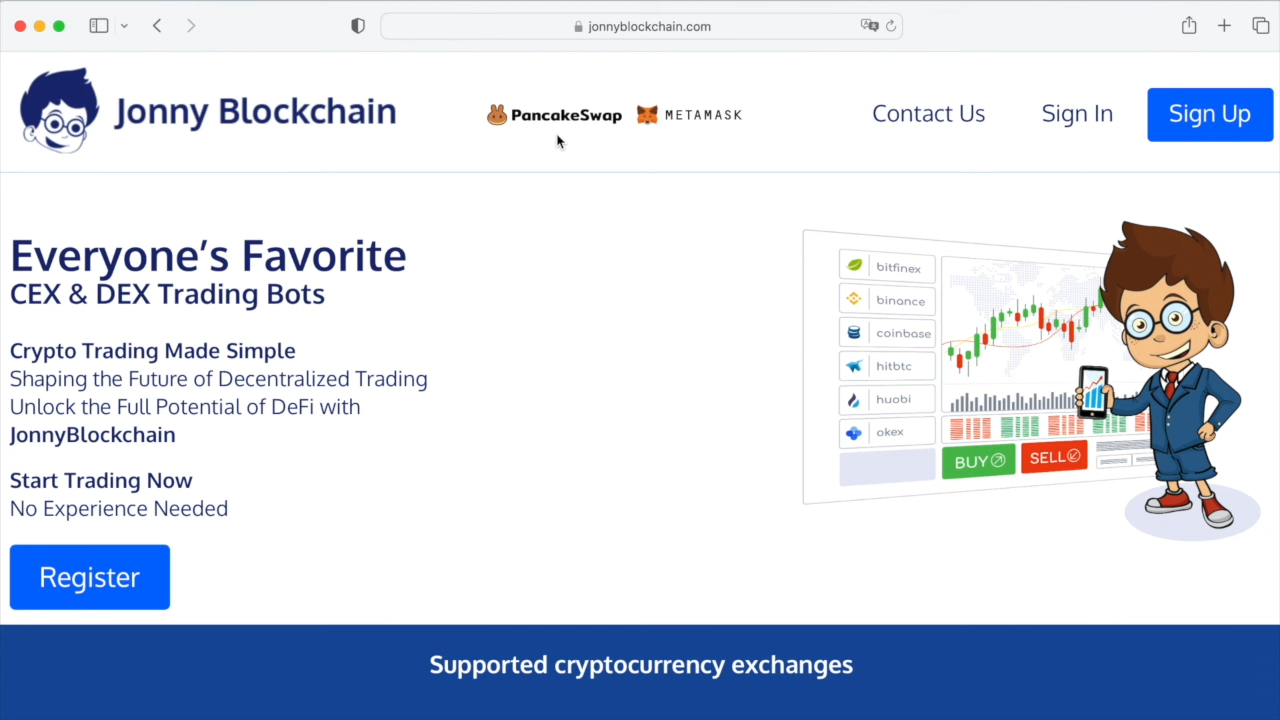 jonnyblockchain.com
Jonny Blockchain
PancakeSwap
METAMASK
Contact Us
Sign In
Sign Up
Everyone’s Favorite
CEX & DEX Trading Bots
Crypto Trading Made Simple
Shaping the Future of Decentralized Trading
Unlock the Full Potential of DeFi with
JonnyBlockchain
Start Trading Now
No Experience Needed
Register
bitfinex
binance
coinbase
hitbtc
huobi
okex
BUY
SELL
Supported cryptocurrency exchanges